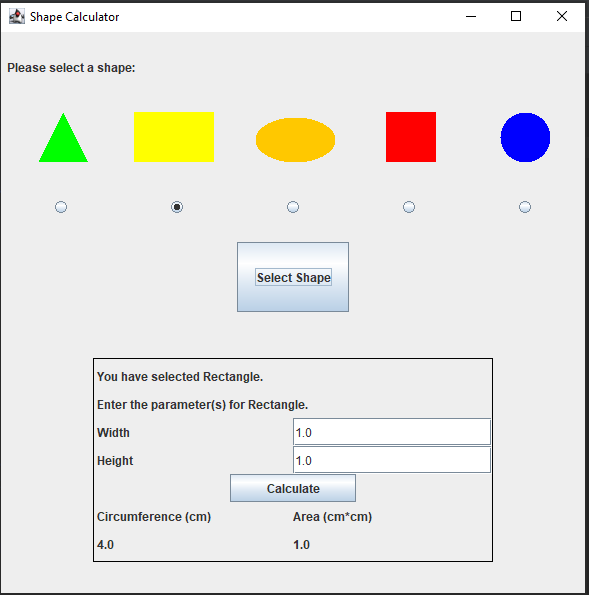 Shape Calculator
Please select a shape:
Select Shape
You have selected Rectangle.
Enter the parameter(s) for Rectangle.
Width 1.0
Height 1.0
Calculate
Circumference (cm) Area (cm*cm)
4.0 1.0